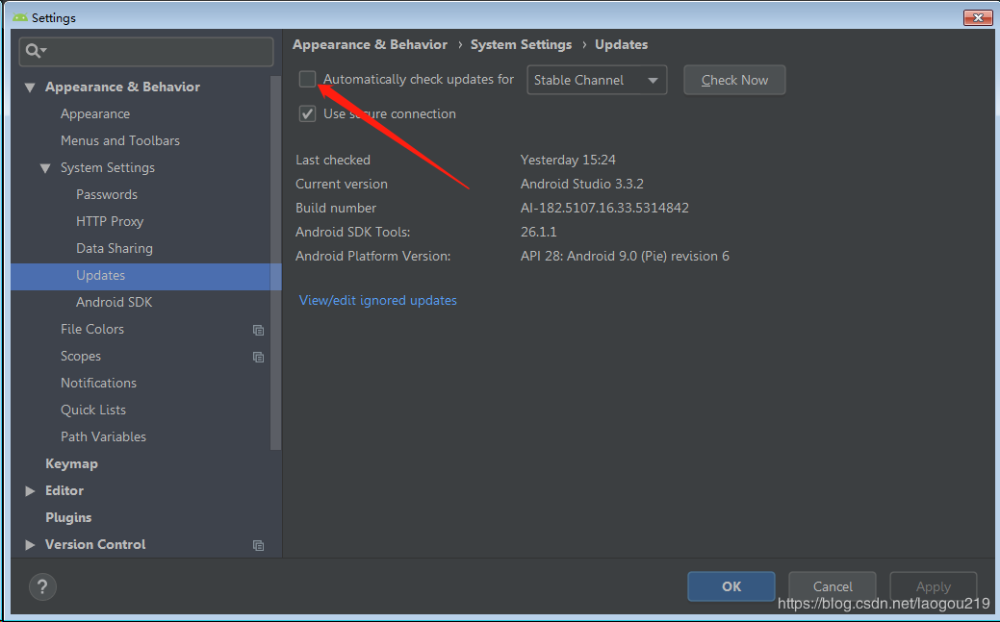 Settings
Appearance & Behavior › System Settings › Updates
Appearance & Behavior
Appearance
Menus and Toolbars
System Settings
Passwords
HTTP Proxy
Data Sharing
Updates
Android SDK
File Colors
Scopes
Notifications
Quick Lists
Path Variables
Keymap
Editor
Plugins
Version Control
Automatically check updates for Stable Channel Check Now
Use secure connection
Last checked Yesterday 15:24
Current version Android Studio 3.3.2
Build number AI-182.5107.16.33.5314842
Android SDK Tools: 26.1.1
Android Platform Version: API 28: Android 9.0 (Pie) revision 6
View/edit ignored updates
?
OK Cancel Apply
https://blog.csdn.net/laogou219